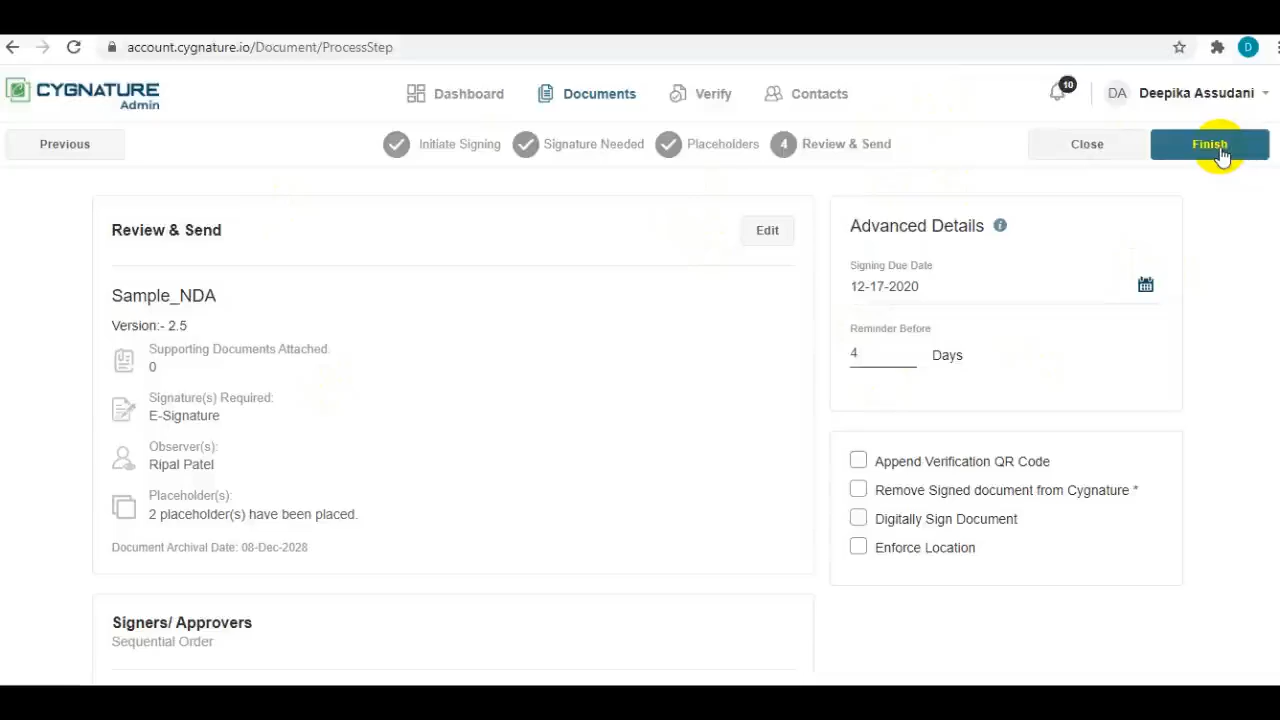 account.cygnature.io/Document/ProcessStep
D
CYGNATURE
Admin
Dashboard
Documents
Verify
Contacts
10
DA
Deepika Assudani
Previous
Initiate Signing
Signature Needed
Placeholders
4
Review & Send
Close
Finish
Review & Send
Edit
Sample_NDA
Version:- 2.5
Supporting Documents Attached:
0
Signature(s) Required:
E-Signature
Observer(s):
Ripal Patel
Placeholder(s):
2 placeholder(s) have been placed.
Document Archival Date: 08-Dec-2028
Signers/ Approvers
Sequential Order
Advanced Details
Signing Due Date
12-17-2020
Reminder Before
4
Days
Append Verification QR Code
Remove Signed document from Cygnature *
Digitally Sign Document
Enforce Location